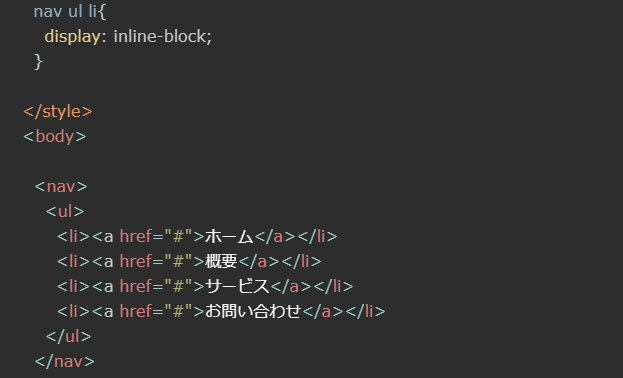 nav ul li{
display: inline-block;
}
</style>
<body>
<nav>
<ul>
<li><a href="#">ホーム</a></li>
<li><a href="#">概要</a></li>
<li><a href="#">サービス</a></li>
<li><a href="#">お問い合わせ</a></li>
</ul>
</nav>